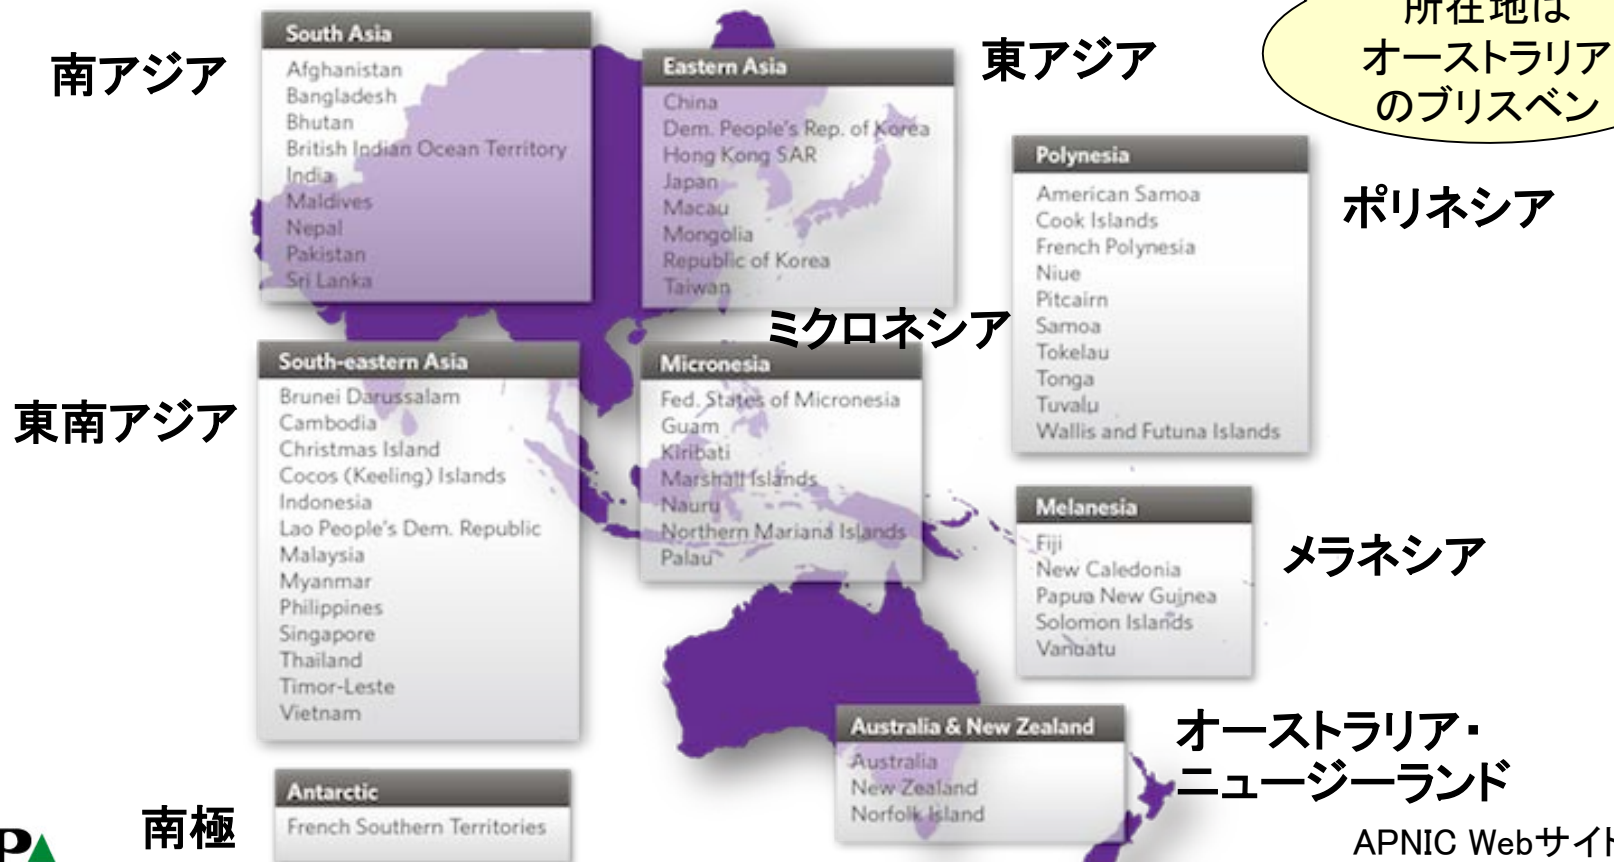 南アジア
South Asia
Afghanistan
Bangladesh
Bhutan
British Indian Ocean Territory
India
Maldives
Nepal
Pakistan
Sri Lanka
Eastern Asia
China
Dem. People's Rep. of Korea
Hong Kong SAR
Japan
Macau
Mongolia
Republic of Korea
Taiwan
東アジア
所在地は
オーストラリア
のブリスベン
Polynesia
American Samoa
Cook Islands
French Polynesia
Niue
Pitcairn
Samoa
Tokelau
Tonga
Tuvalu
Wallis and Futuna Islands
ポリネシア
東南アジア
South-eastern Asia
Brunei Darussalam
Cambodia
Christmas Island
Cocos (Keeling) Islands
Indonesia
Lao People's Dem. Republic
Malaysia
Myanmar
Philippines
Singapore
Thailand
Timor-Leste
Vietnam
ミクロネシア
Micronesia
Fed. States of Micronesia
Guam
Kiribati
Marshall Islands
Nauru
Northern Mariana Islands
Palau
Melanesia
Fiji
New Caledonia
Papua New Guinea
Solomon Islands
Vanuatu
メラネシア
Australia & New Zealand
Australia
New Zealand
Norfolk Island
オーストラリア・
ニュージーランド
南極
Antarctic
French Southern Territories
APNIC Webサイト